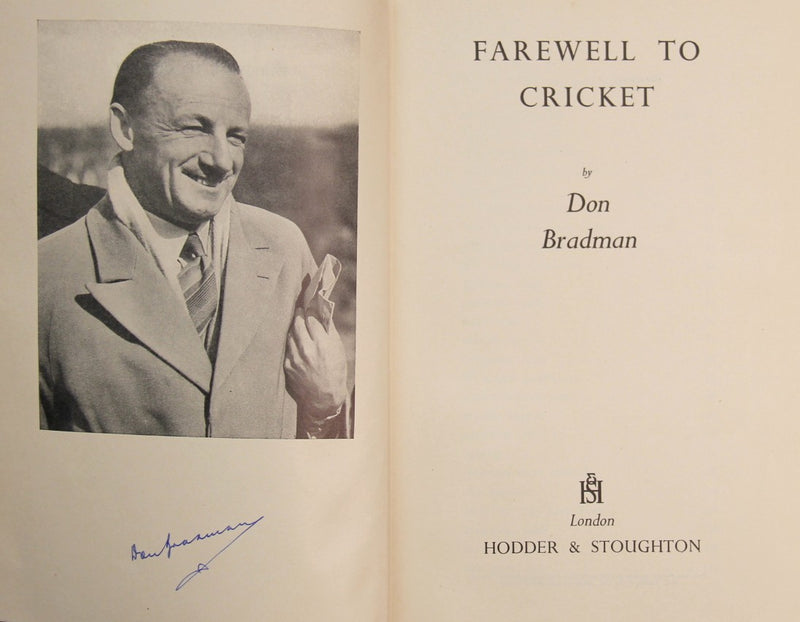 Don Bradman
FAREWELL TO
CRICKET
by
Don
Bradman
H&S
London
HODDER & STOUGHTON